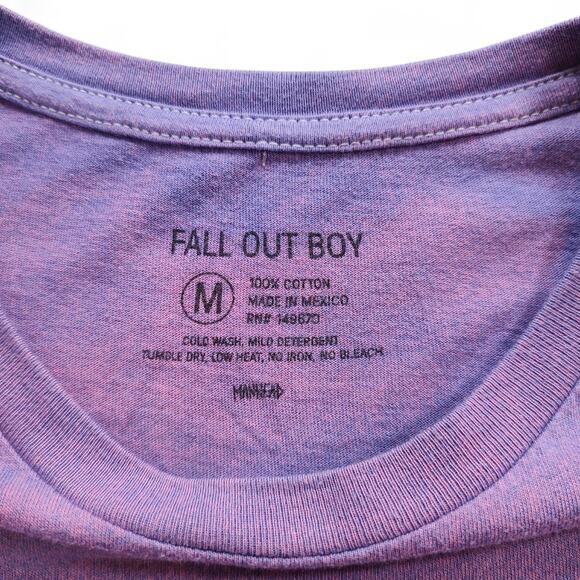 FALL OUT BOY
M
100% COTTON
MADE IN MEXICO
RN# 149673
COLD WASH, MILD DETERGENT
TUMBLE DRY, LOW HEAT, NO IRON, NO BLEACH
MANHEAD